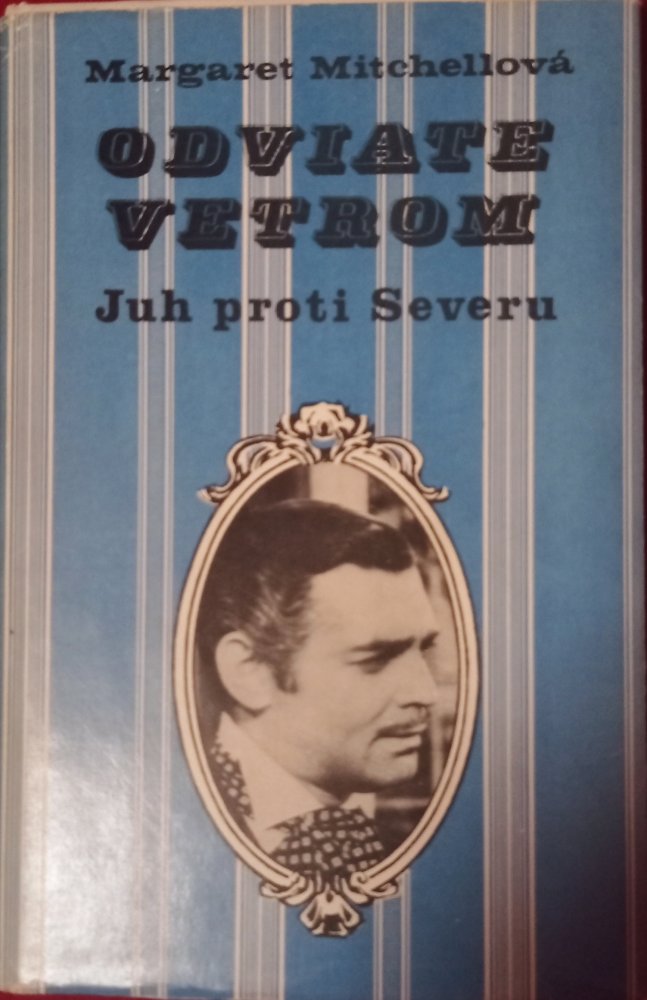 Margaret Mitchellová
ODVIATE
VETROM
Juh proti Severu